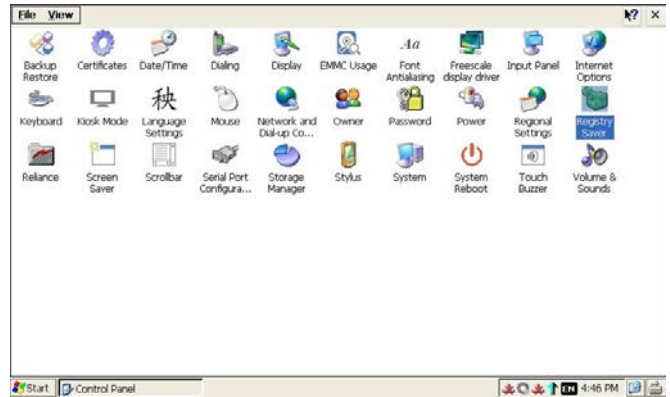 File View
Backup Restore
Certificates
Date/Time
Dialing
Display
EMMC Usage
Aa
Font Antialiasing
Freescale display driver
Input Panel
Internet Options
Keyboard
Kiosk Mode
秧
Language Settings
Mouse
Network and Dial-up Co...
Owner
Password
Power
Regional Settings
Registry Saver
Reliance
Screen Saver
Scrollbar
Serial Port Configura...
Storage Manager
Stylus
System
System Reboot
Touch Buzzer
Volume & Sounds
Start Control Panel EN 4:46 PM